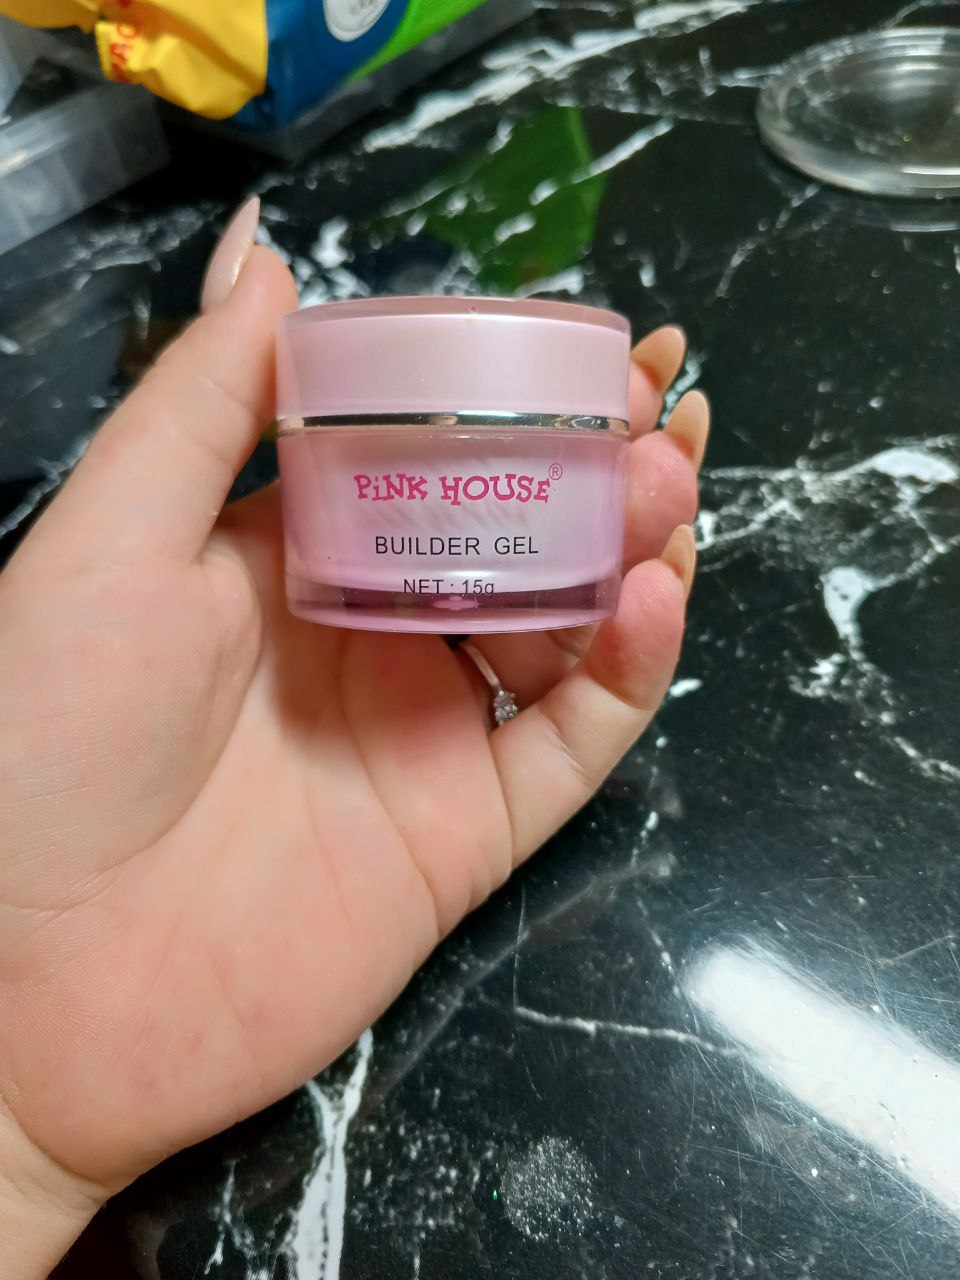 PiNK HOUSE®
BUILDER GEL
NET : 15g